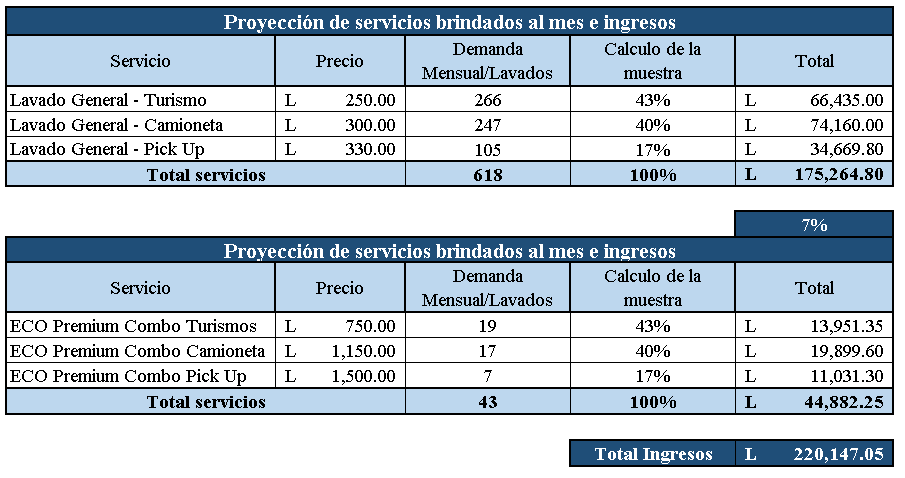 Proyección de servicios brindados al mes e ingresos
Servicio Precio Demanda Mensual/Lavados Calculo de la muestra Total
Lavado General - Turismo L 250.00 266 43% L 66,435.00
Lavado General - Camioneta L 300.00 247 40% L 74,160.00
Lavado General - Pick Up L 330.00 105 17% L 34,669.80
Total servicios 618 100% L 175,264.80
7%
Proyección de servicios brindados al mes e ingresos
Servicio Precio Demanda Mensual/Lavados Calculo de la muestra Total
ECO Premium Combo Turismos L 750.00 19 43% L 13,951.35
ECO Premium Combo Camioneta L 1,150.00 17 40% L 19,899.60
ECO Premium Combo Pick Up L 1,500.00 7 17% L 11,031.30
Total servicios 43 100% L 44,882.25
Total Ingresos L 220,147.05